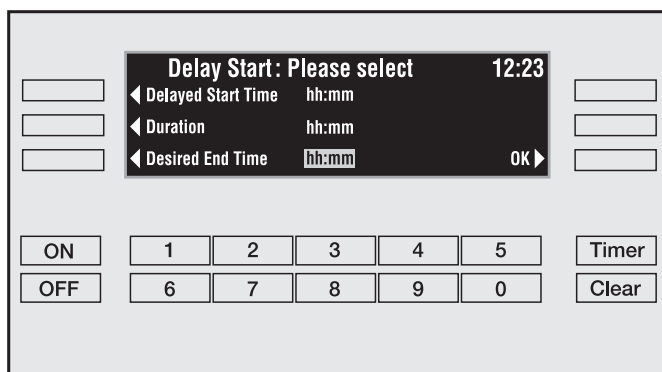 Delay Start: Please select 12:23
Delayed Start Time hh:mm
Duration hh:mm
Desired End Time hh:mm OK
ON 1 2 3 4 5 Timer
OFF 6 7 8 9 0 Clear